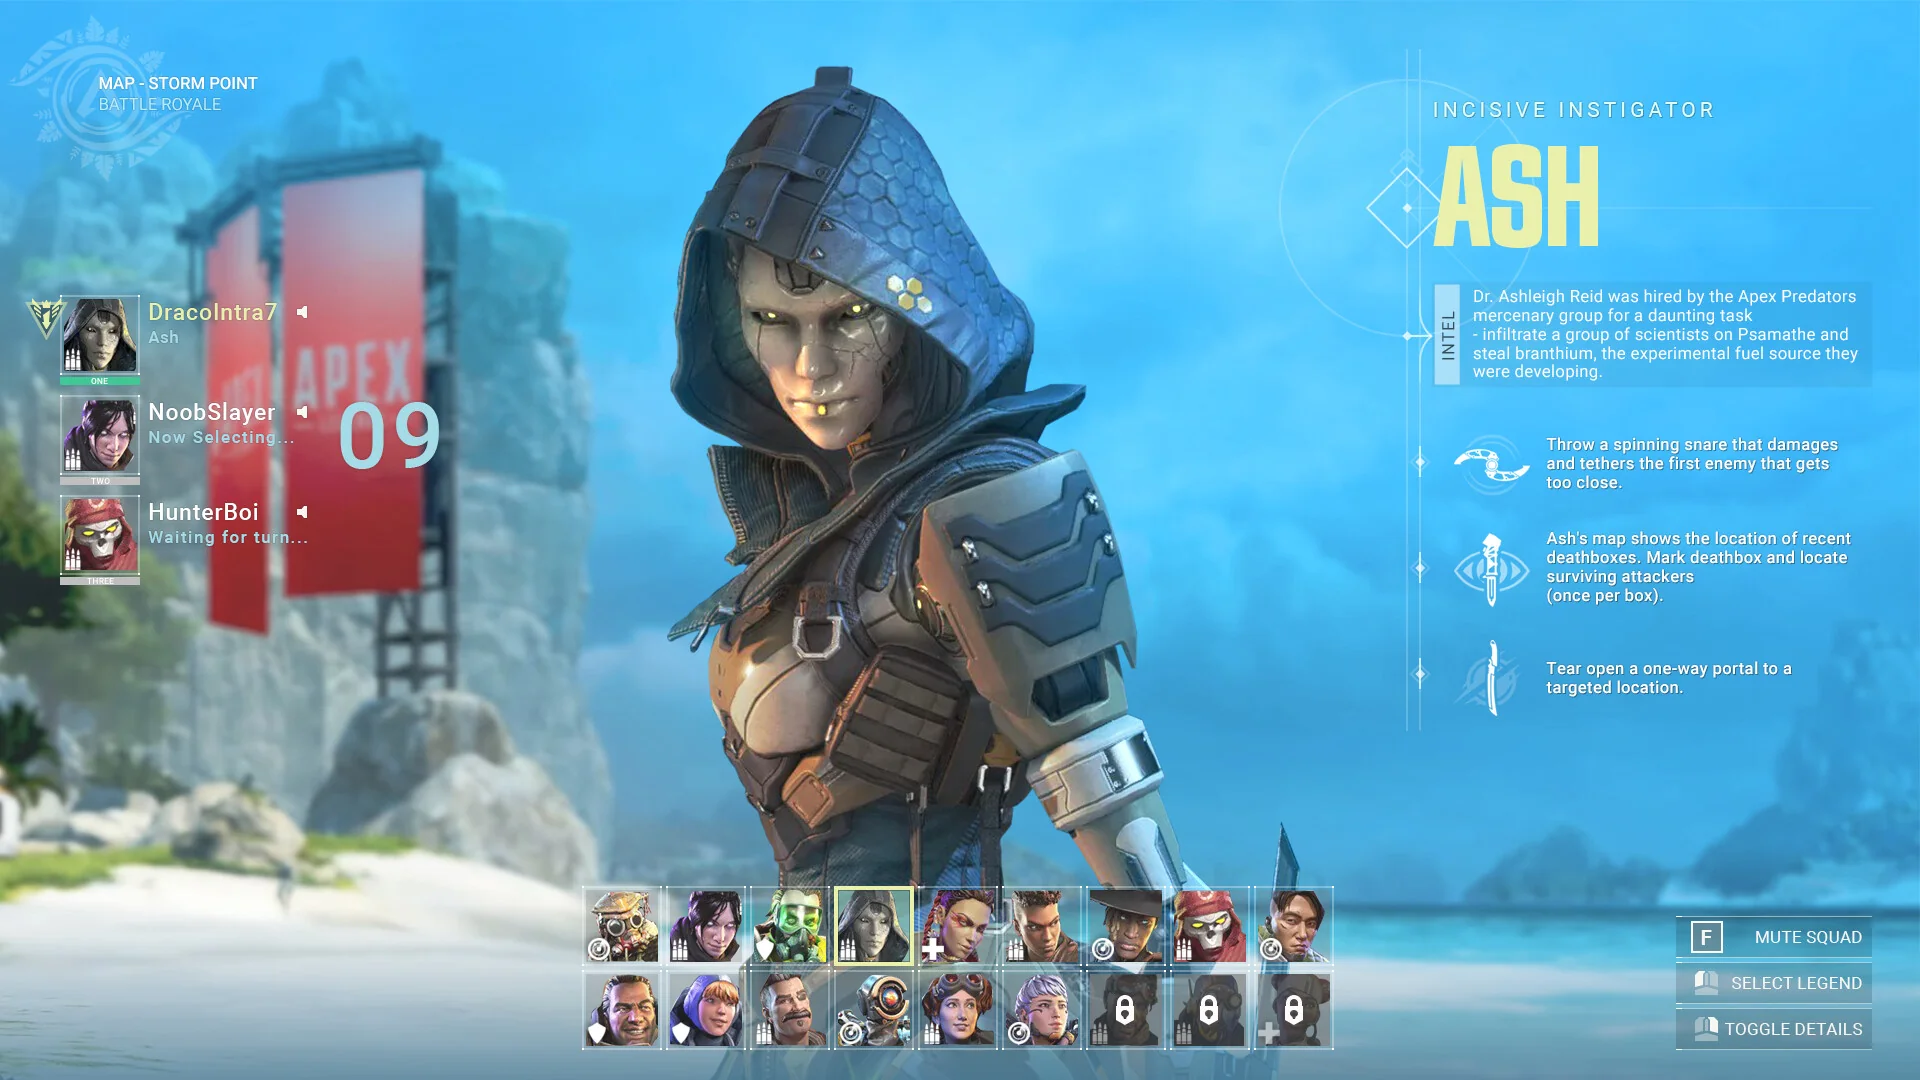 MAP - STORM POINT
BATTLE ROYALE
DracoIntra7
Ash
ONE
NoobSlayer
Now Selecting...
TWO
HunterBoi
Waiting for turn...
THREE
APEX
09
INCISIVE INSTIGATOR
ASH
INTEL
Dr. Ashleigh Reid was hired by the Apex Predators
mercenary group for a daunting task
- infiltrate a group of scientists on Psamathe and
steal branthium, the experimental fuel source they
were developing.
Throw a spinning snare that damages
and tethers the first enemy that gets
too close.
Ash's map shows the location of recent
deathboxes. Mark deathbox and locate
surviving attackers
(once per box).
Tear open a one-way portal to a
targeted location.
F MUTE SQUAD
SELECT LEGEND
TOGGLE DETAILS